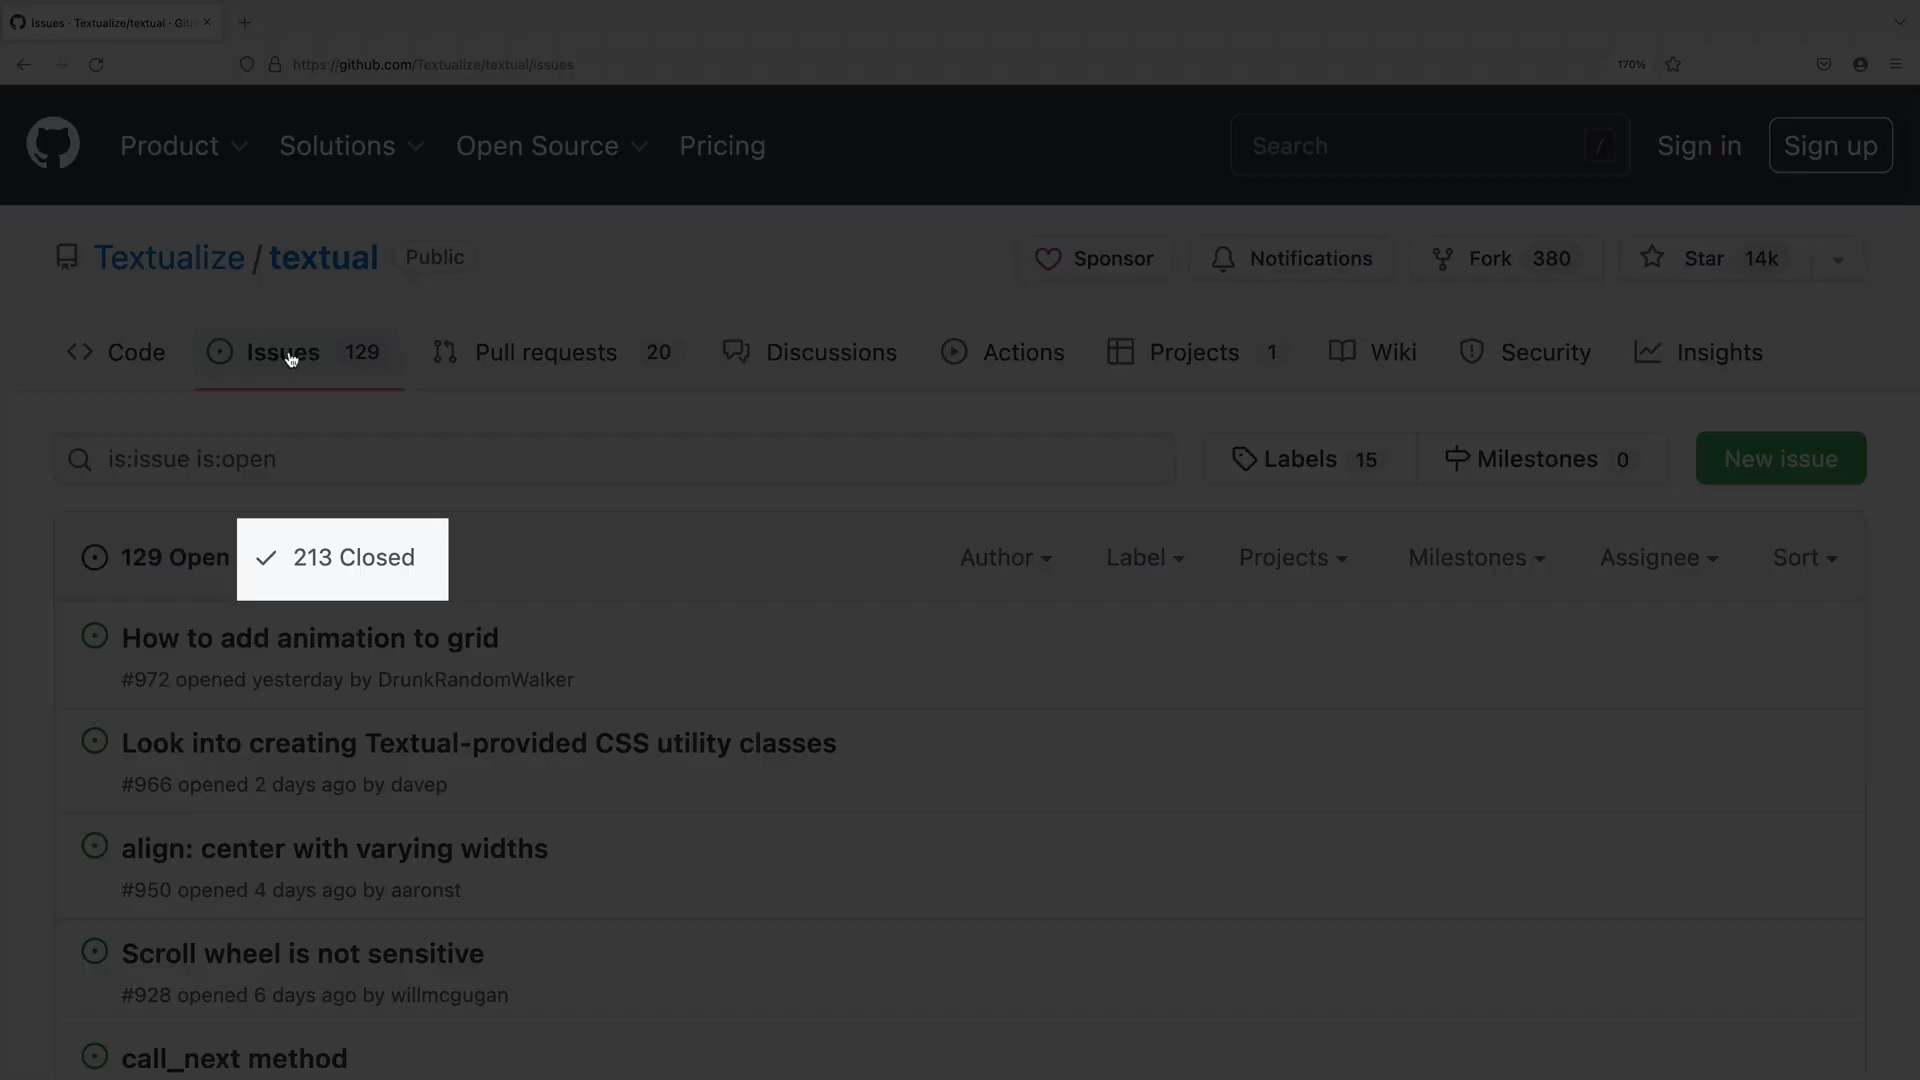 Issues · Textualize/textual · Git
https://github.com/Textualize/textual/issues
170%
Product
Solutions
Open Source
Pricing
Search
/
Sign in
Sign up
Textualize / textual
Public
Sponsor
Notifications
Fork 380
Star 14k
Code
Issues 129
Pull requests 20
Discussions
Actions
Projects 1
Wiki
Security
Insights
is:issue is:open
Labels 15
Milestones 0
New issue
129 Open
213 Closed
Author
Label
Projects
Milestones
Assignee
Sort
How to add animation to grid
#972 opened yesterday by DrunkRandomWalker
Look into creating Textual-provided CSS utility classes
#966 opened 2 days ago by davep
align: center with varying widths
#950 opened 4 days ago by aaronst
Scroll wheel is not sensitive
#928 opened 6 days ago by willmcgugan
call_next method